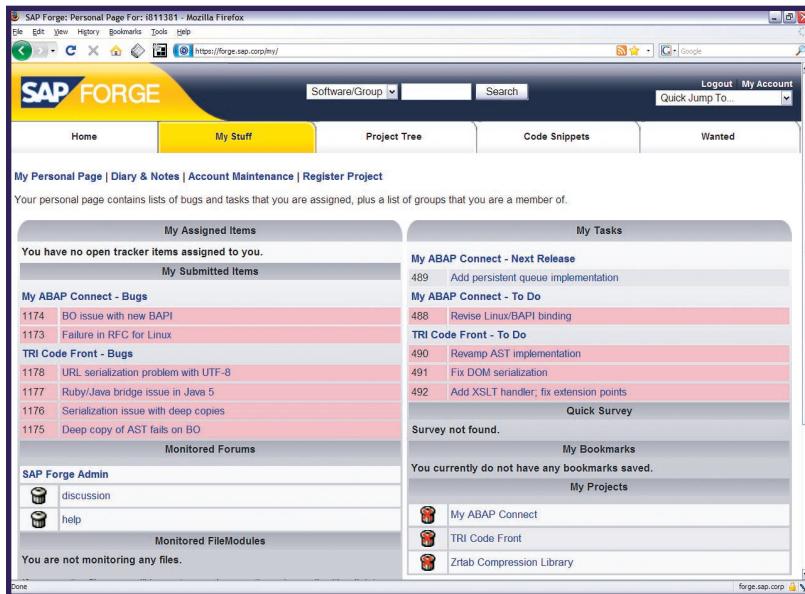 SAP Forge: Personal Page For: i811381 - Mozilla Firefox
File Edit View History Bookmarks Tools Help
https://forge.sap.corp/my/
Google
SAP FORGE
Software/Group
Search
Logout My Account
Quick Jump To...
Home
My Stuff
Project Tree
Code Snippets
Wanted
My Personal Page | Diary & Notes | Account Maintenance | Register Project
Your personal page contains lists of bugs and tasks that you are assigned, plus a list of groups that you are a member of.
My Assigned Items
You have no open tracker items assigned to you.
My Submitted Items
My ABAP Connect - Bugs
1174 BO issue with new BAPI
1173 Failure in RFC for Linux
TRI Code Front - Bugs
1178 URL serialization problem with UTF-8
1177 Ruby/Java bridge issue in Java 5
1176 Serialization issue with deep copies
1175 Deep copy of AST fails on BO
Monitored Forums
SAP Forge Admin
discussion
help
Monitored FileModules
You are not monitoring any files.
My Tasks
My ABAP Connect - Next Release
489 Add persistent queue implementation
My ABAP Connect - To Do
488 Revise Linux/BAPI binding
TRI Code Front - To Do
490 Revamp AST implementation
491 Fix DOM serialization
492 Add XSLT handler; fix extension points
Quick Survey
Survey not found.
My Bookmarks
You currently do not have any bookmarks saved.
My Projects
My ABAP Connect
TRI Code Front
Zrtab Compression Library
Done
forge.sap.corp